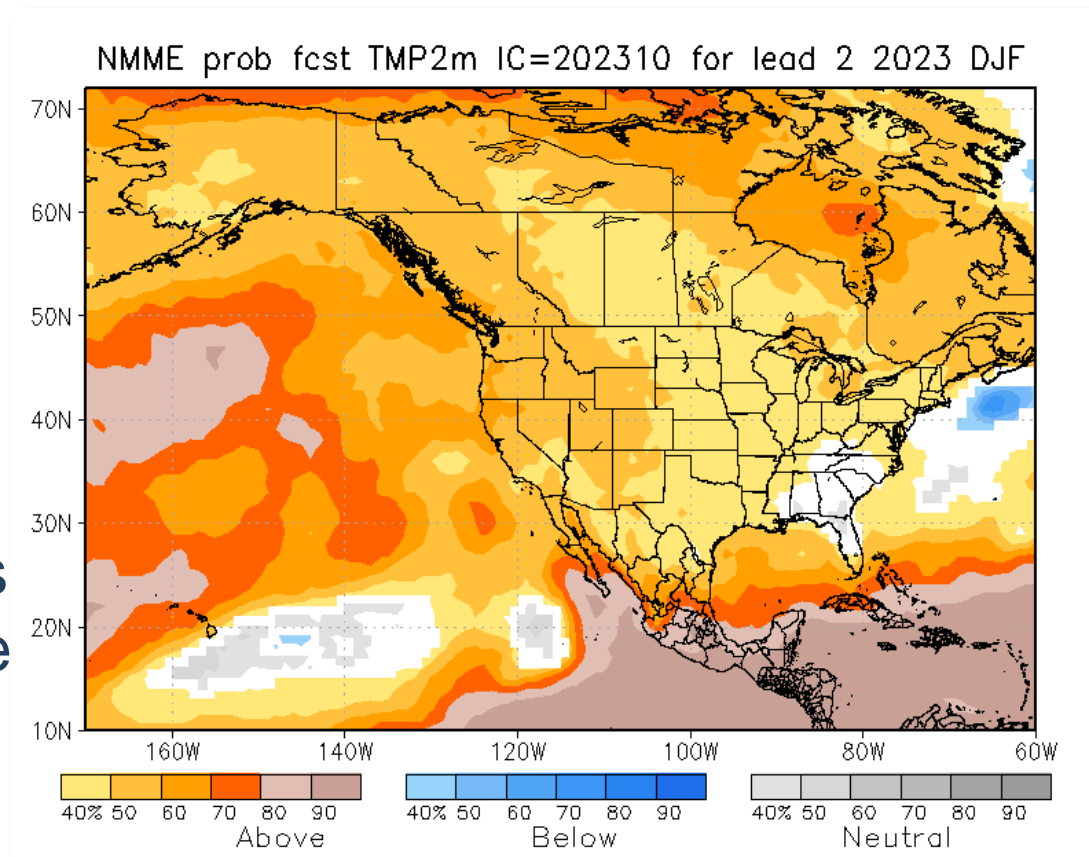 NMME prob fcst TMP2m IC=202310 for lead 2 2023 DJF
70N
60N
50N
40N
30N
20N
10N
s
e
160W 140W 120W 100W 80W 60W
40% 50 60 70 80 90
Above
40% 50 60 70 80 90
Below
40% 50 60 70 80 90
Neutral